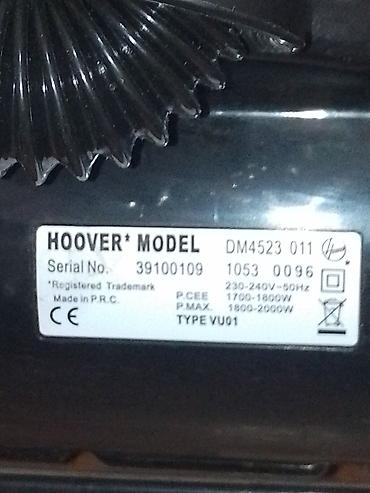 HOOVER* MODEL DM4523 011 Hoover
Serial No. 39100109 1053 0096
*Registered Trademark 230-240V~50Hz
Made in P.R.C. P.CEE 1700-1800W
P.MAX. 1800-2000W
CE TYPE VU01